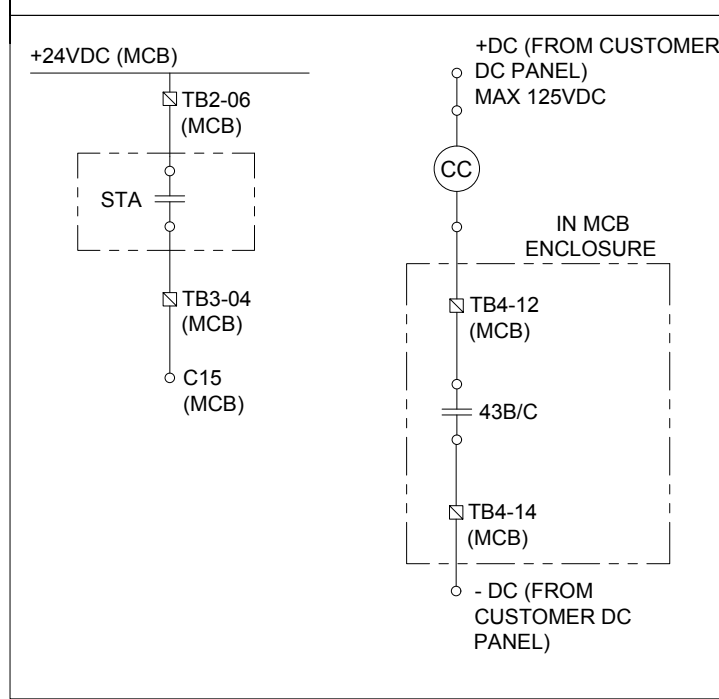 +24VDC (MCB)
TB2-06
(MCB)
STA
TB3-04
(MCB)
C15
(MCB)
+DC (FROM CUSTOMER
DC PANEL)
MAX 125VDC
CC
IN MCB
ENCLOSURE
TB4-12
(MCB)
43B/C
TB4-14
(MCB)
- DC (FROM
CUSTOMER DC
PANEL)